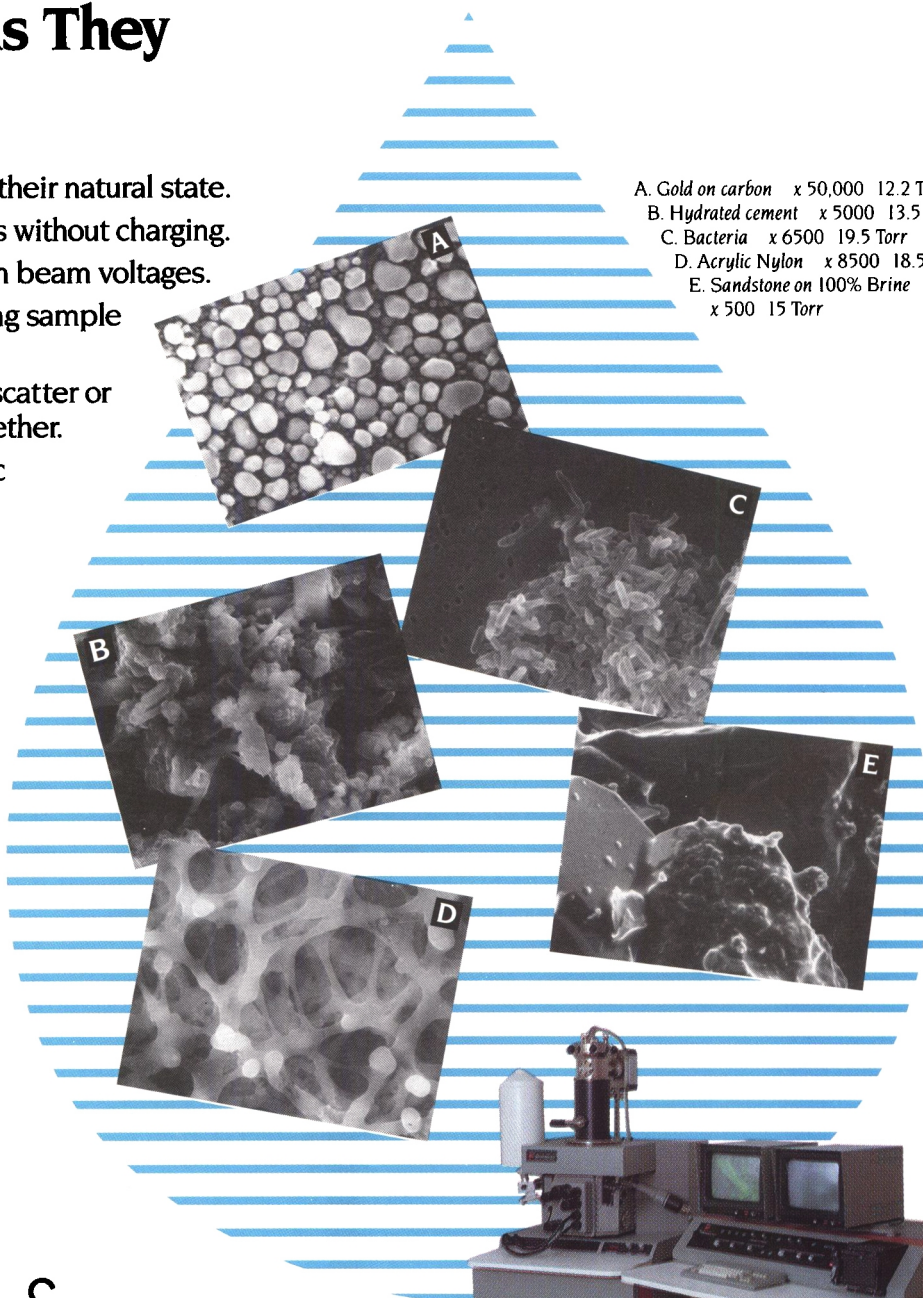 as They
their natural state.
s without charging.
n beam voltages.
ng sample
scatter or
ether.
c
A. Gold on carbon x 50,000 12.2 T
B. Hydrated cement x 5000 13.5
C. Bacteria x 6500 19.5 Torr
D. Acrylic Nylon x 8500 18.5
E. Sandstone on 100% Brine
x 500 15 Torr
A
C
B
E
D